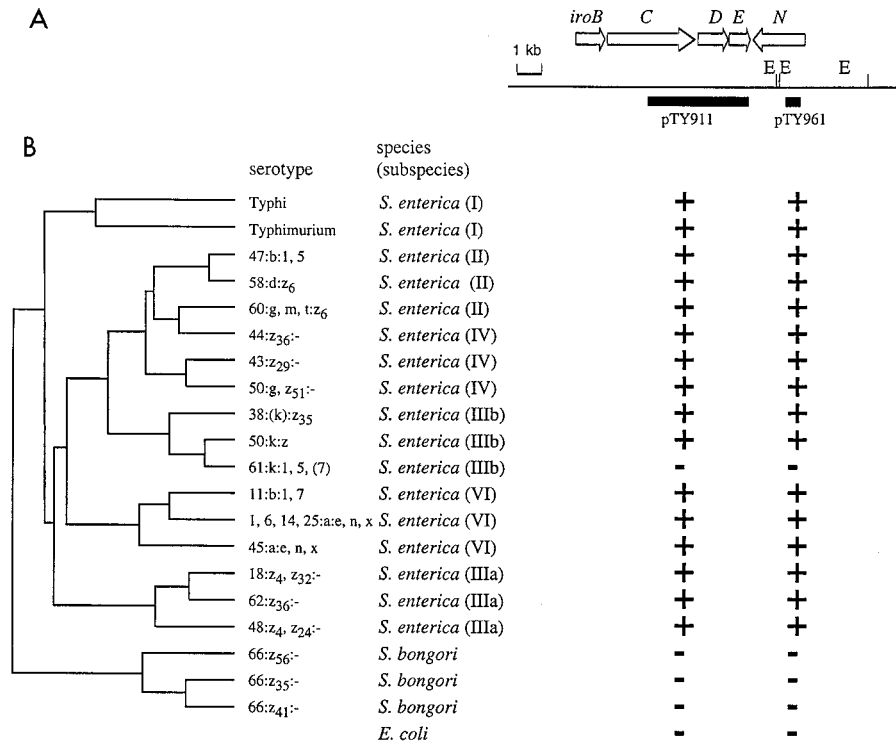 A
iroB C D E N
1 kb
E E E
pTY911 pTY961
B
serotype species (subspecies)
Typhi S. enterica (I) + +
Typhimurium S. enterica (I) + +
47:b:1, 5 S. enterica (II) + +
58:d:z6 S. enterica (II) + +
60:g, m, t:z6 S. enterica (II) + +
44:z36:- S. enterica (IV) + +
43:z29:- S. enterica (IV) + +
50:g, z51:- S. enterica (IV) + +
38:(k):z35 S. enterica (IIIb) + +
50:k:z S. enterica (IIIb) + +
61:k:1, 5, (7) S. enterica (IIIb) - -
11:b:1, 7 S. enterica (VI) + +
1, 6, 14, 25:a:e, n, x S. enterica (VI) + +
45:a:e, n, x S. enterica (VI) + +
18:z4, z32:- S. enterica (IIIa) + +
62:z36:- S. enterica (IIIa) + +
48:z4, z24:- S. enterica (IIIa) + +
66:z56:- S. bongori - -
66:z35:- S. bongori - -
66:z41:- S. bongori - -
E. coli - -